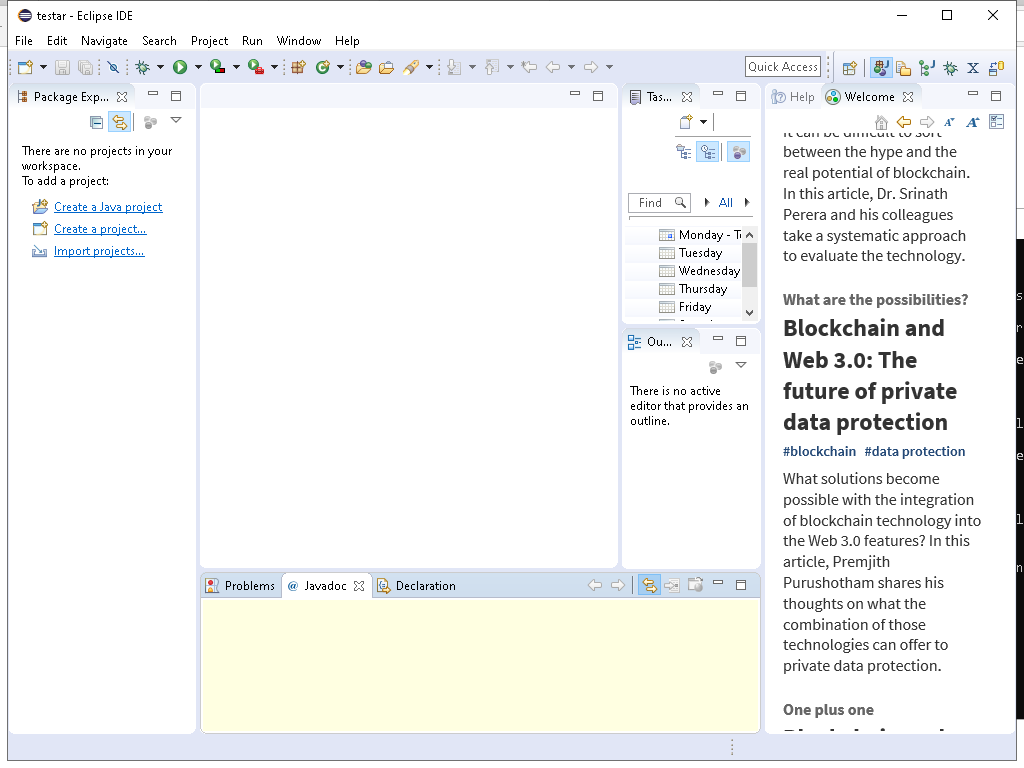 testar - Eclipse IDE
File Edit Navigate Search Project Run Window Help
Quick Access
Package Exp...
There are no projects in your
workspace.
To add a project:
Create a Java project
Create a project...
Import projects...
Tas...
Find
All
Monday - T
Tuesday
Wednesday
Thursday
Friday
Ou...
There is no active
editor that provides an
outline.
Problems
@ Javadoc
Declaration
Help
Welcome
It can be difficult to sort
between the hype and the
real potential of blockchain.
In this article, Dr. Srinath
Perera and his colleagues
take a systematic approach
to evaluate the technology.
What are the possibilities?
Blockchain and
Web 3.0: The
future of private
data protection
#blockchain #data protection
What solutions become
possible with the integration
of blockchain technology into
the Web 3.0 features? In this
article, Premjith
Purushotham shares his
thoughts on what the
combination of those
technologies can offer to
private data protection.
One plus one